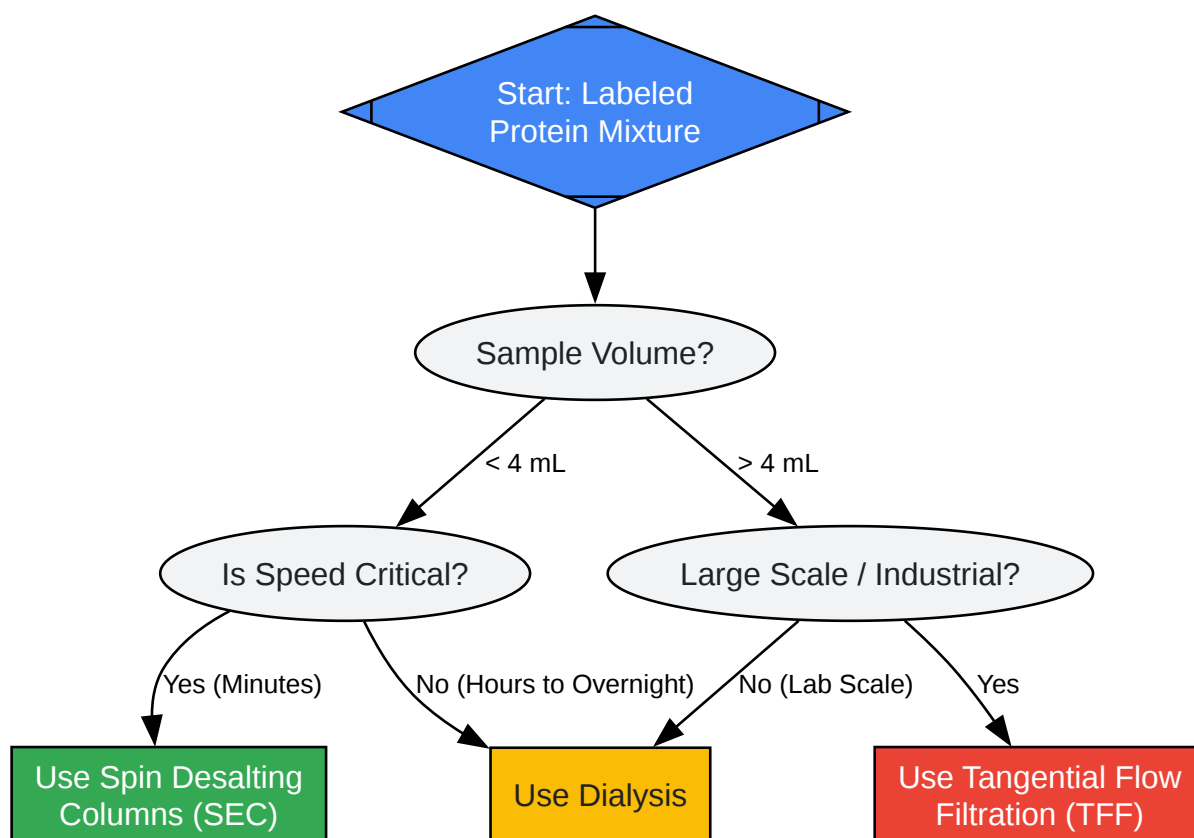 Start: Labeled
Protein Mixture
Sample Volume?
< 4 mL
> 4 mL
Is Speed Critical?
Large Scale / Industrial?
Yes (Minutes)
No (Hours to Overnight)
No (Lab Scale)
Yes
Use Spin Desalting
Columns (SEC)
Use Dialysis
Use Tangential Flow
Filtration (TFF)